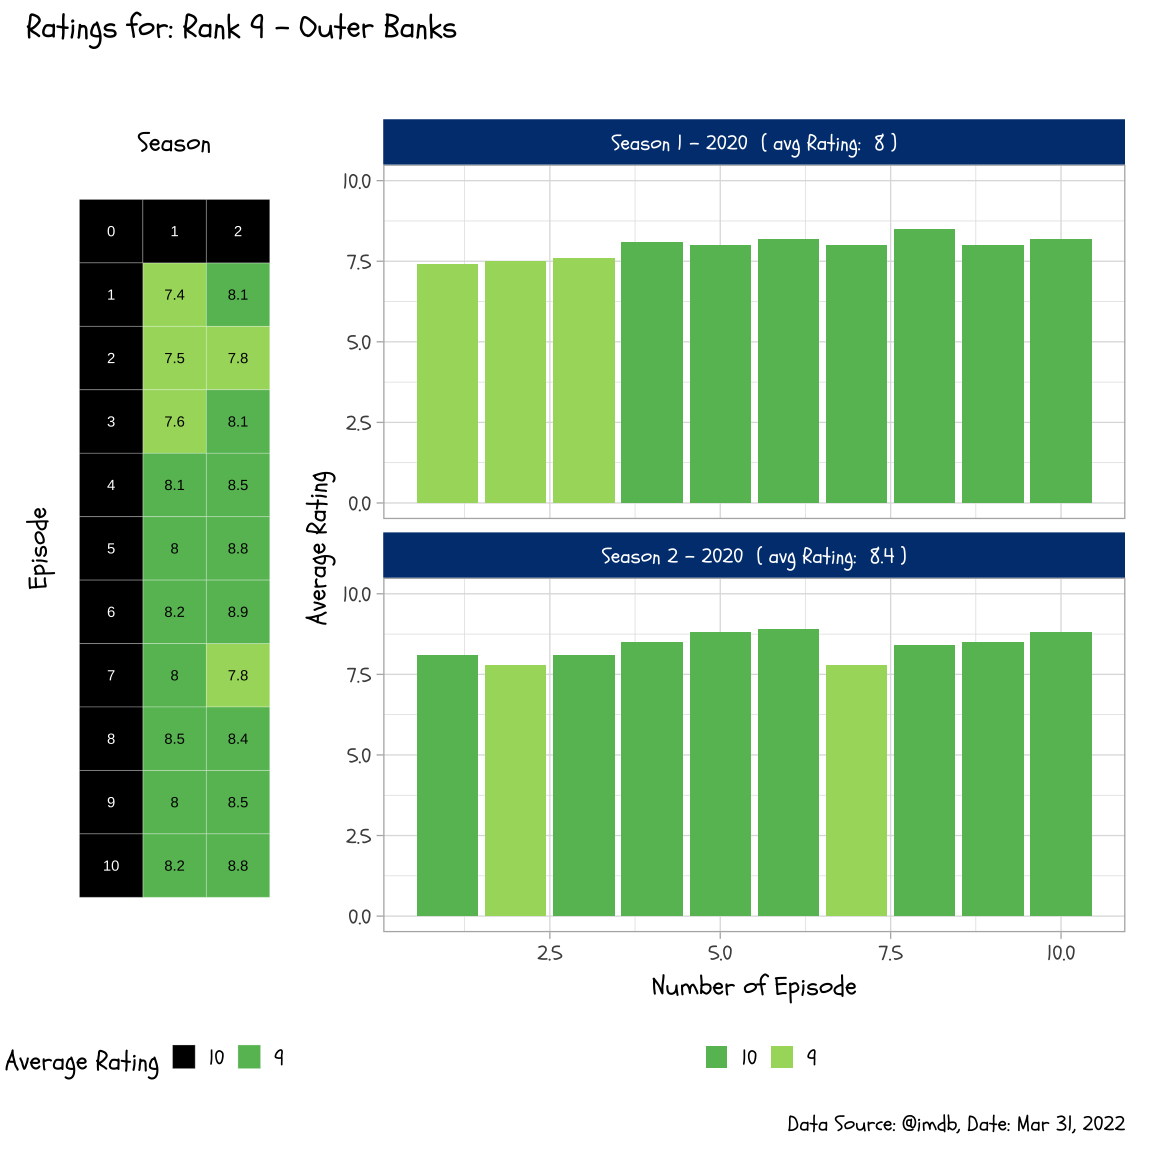 Ratings for: Rank 9 - Outer Banks
Season
Episode
0 1 2
1 7.4 8.1
2 7.5 7.8
3 7.6 8.1
4 8.1 8.5
5 8 8.8
6 8.2 8.9
7 8 7.8
8 8.5 8.4
9 8 8.5
10 8.2 8.8
Average Rating
Season 1 - 2020 ( avg Rating: 8 )
10.0
7.5
5.0
2.5
0.0
Season 2 - 2020 ( avg Rating: 8.4 )
10.0
7.5
5.0
2.5
0.0
2.5 5.0 7.5 10.0
Number of Episode
Average Rating 10 9
10 9
Data Source: @imdb, Date: Mar 31, 2022